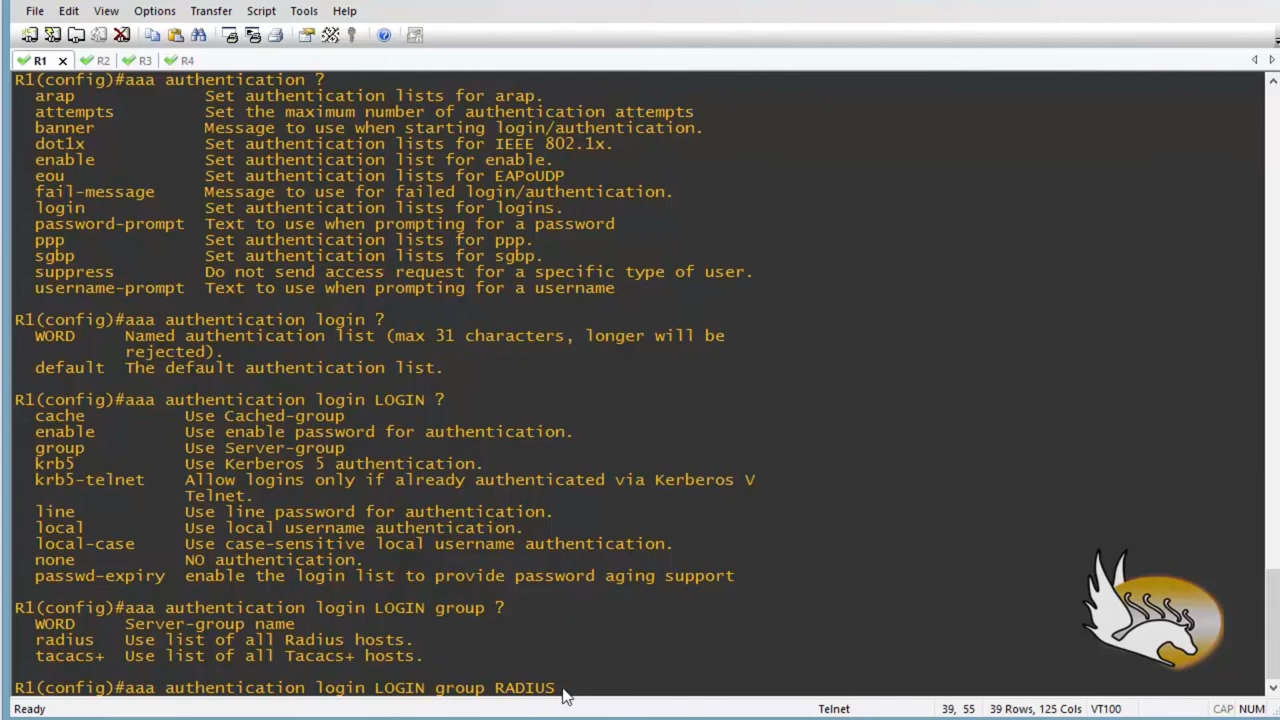 File Edit View Options Transfer Script Tools Help
R1 R2 R3 R4
R1(config)#aaa authentication ?
arap Set authentication lists for arap.
attempts Set the maximum number of authentication attempts
banner Message to use when starting login/authentication.
dot1x Set authentication lists for IEEE 802.1x.
enable Set authentication list for enable.
eou Set authentication lists for EAPoUDP
fail-message Message to use for failed login/authentication.
login Set authentication lists for logins.
password-prompt Text to use when prompting for a password
ppp Set authentication lists for ppp.
sgbp Set authentication lists for sgbp.
suppress Do not send access request for a specific type of user.
username-prompt Text to use when prompting for a username
R1(config)#aaa authentication login ?
WORD Named authentication list (max 31 characters, longer will be
rejected).
default The default authentication list.
R1(config)#aaa authentication login LOGIN ?
cache Use Cached-group
enable Use enable password for authentication.
group Use Server-group
krb5 Use Kerberos 5 authentication.
krb5-telnet Allow logins only if already authenticated via Kerberos V
Telnet.
line Use line password for authentication.
local Use local username authentication.
local-case Use case-sensitive local username authentication.
none NO authentication.
passwd-expiry enable the login list to provide password aging support
R1(config)#aaa authentication login LOGIN group ?
WORD Server-group name
radius Use list of all Radius hosts.
tacacs+ Use list of all Tacacs+ hosts.
R1(config)#aaa authentication login LOGIN group RADIUS
Ready Telnet 39, 55 39 Rows, 125 Cols VT100 CAP NUM